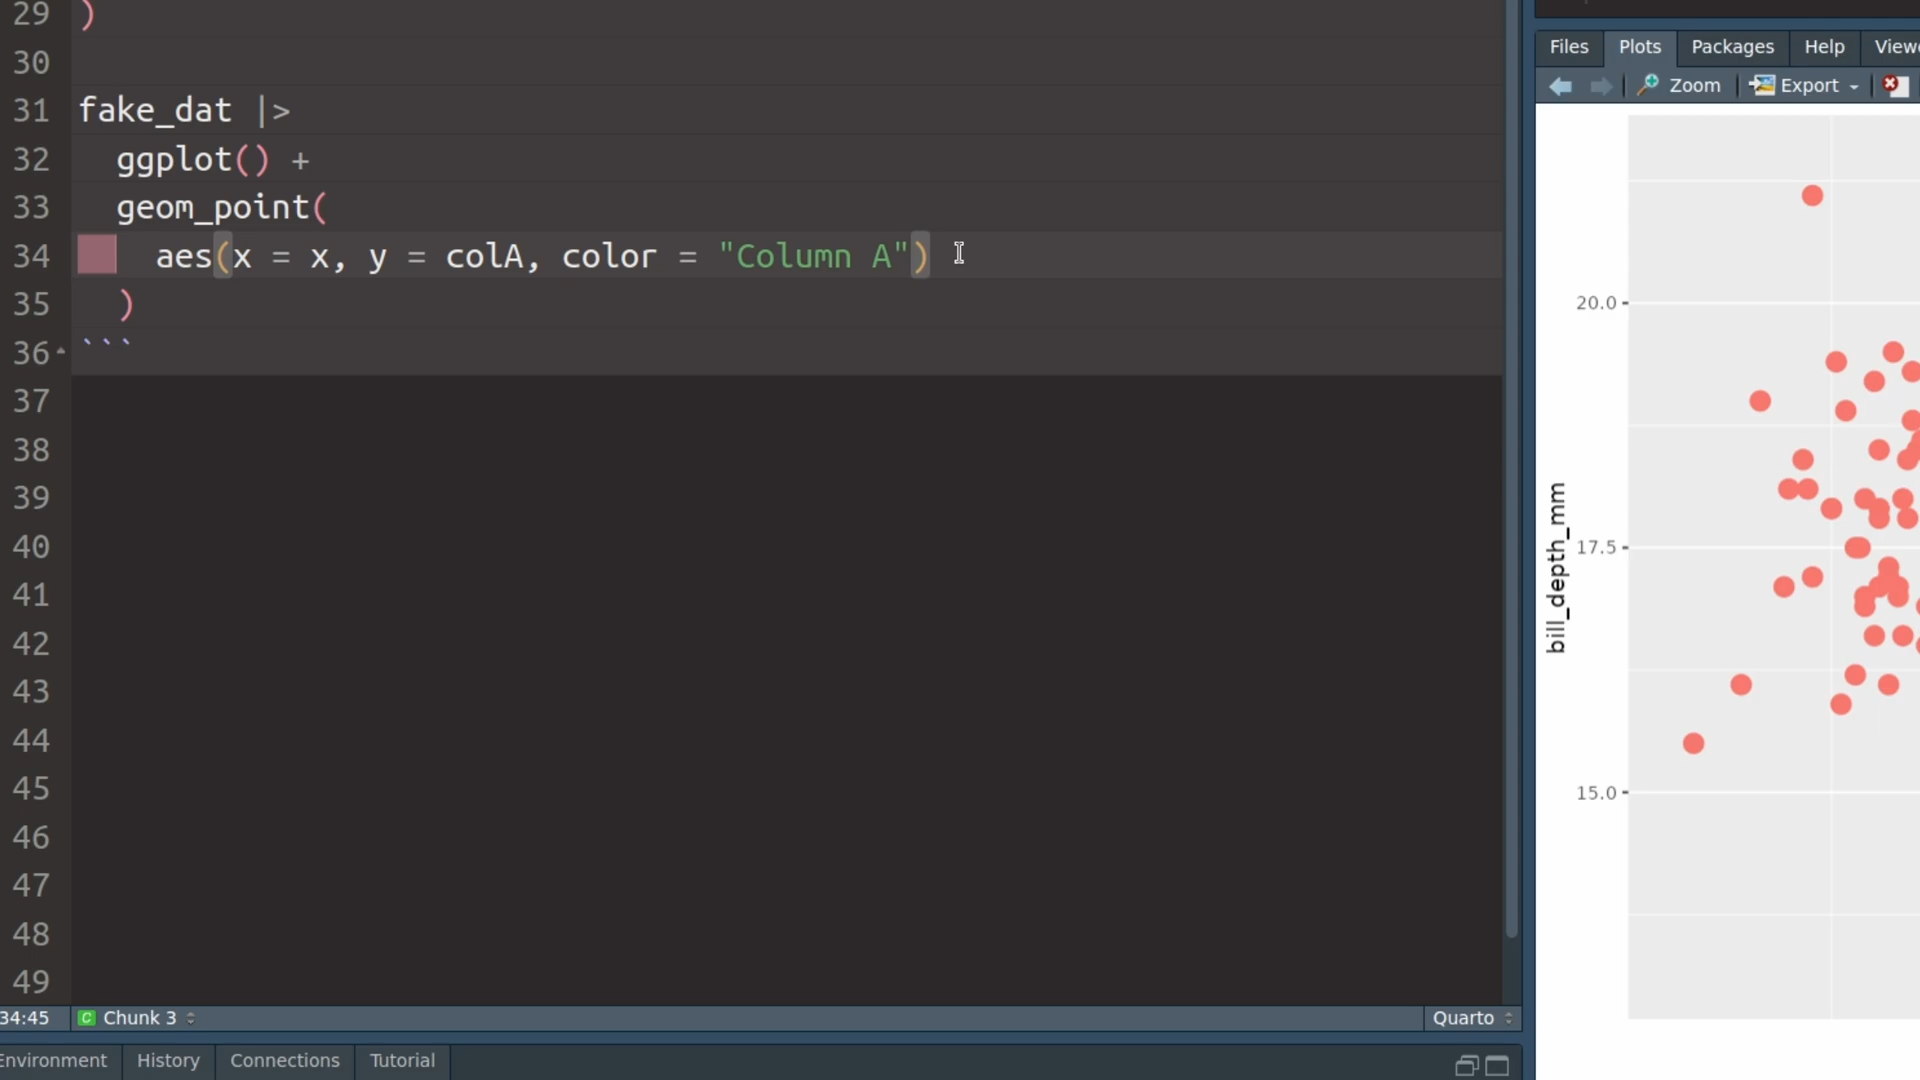 29 )
30
31 fake_dat |>
32 ggplot() +
33 geom_point(
34 aes(x = x, y = colA, color = "Column A")
35 )
36 ```
37
38
39
40
41
42
43
44
45
46
47
48
49
34:45 Chunk 3 Quarto
Environment History Connections Tutorial
Files Plots Packages Help View
Zoom Export
20.0
17.5
15.0
bill_depth_mm